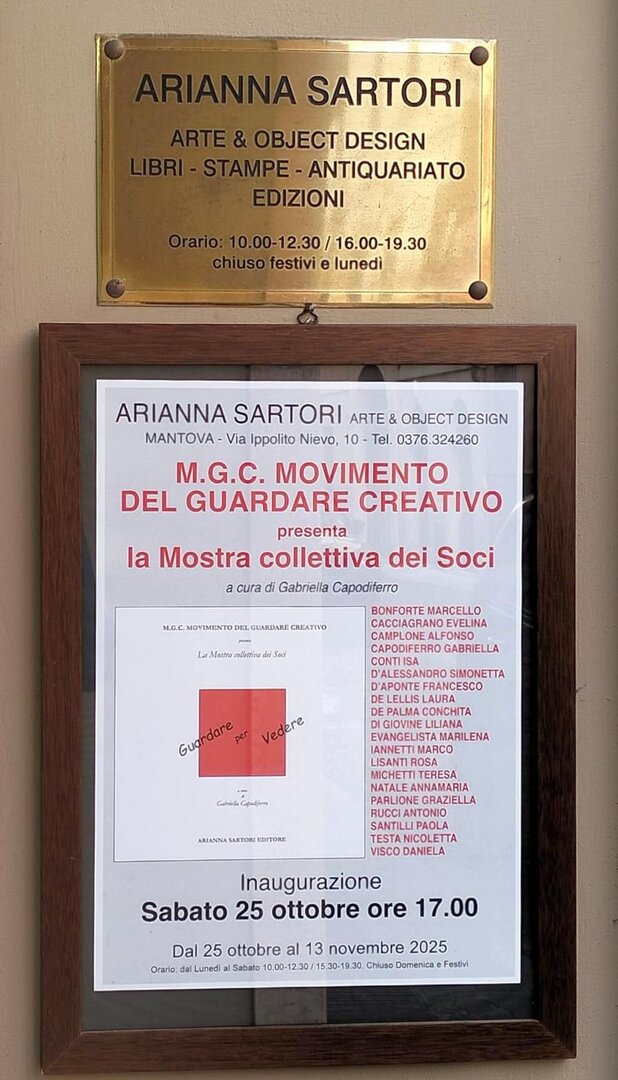 ARIANNA SARTORI
ARTE & OBJECT DESIGN
LIBRI - STAMPE - ANTIQUARIATO
EDIZIONI
Orario: 10.00-12.30 / 16.00-19.30
chiuso festivi e lunedì
ARIANNA SARTORI ARTE & OBJECT DESIGN
MANTOVA - Via Ippolito Nievo, 10 - Tel. 0376.324260
M.G.C. MOVIMENTO
DEL GUARDARE CREATIVO
presenta
la Mostra collettiva dei Soci
a cura di Gabriella Capodiferro
M.G.C. MOVIMENTO DEL GUARDARE CREATIVO
presenta
La Mostra collettiva dei Soci
Guardare per Vedere
a cura
di
Gabriella Capodiferro
ARIANNA SARTORI EDITORE
BONFORTE MARCELLO
CACCIAGRANO EVELINA
CAMPLONE ALFONSO
CAPODIFERRO GABRIELLA
CONTI ISA
D'ALESSANDRO SIMONETTA
D'APONTE FRANCESCO
DE LELLIS LAURA
DE PALMA CONCHITA
DI GIOVINE LILIANA
EVANGELISTA MARILENA
IANNETTI MARCO
LISANTI ROSA
MICHETTI TERESA
NATALE ANNAMARIA
PARLIONE GRAZIELLA
RUCCI ANTONIO
SANTILLI PAOLA
TESTA NICOLETTA
VISCO DANIELA
Inaugurazione
Sabato 25 ottobre ore 17.00
Dal 25 ottobre al 13 novembre 2025
Orario: dal Lunedì al Sabato 10.00-12.30 / 15.30-19.30. Chiuso Domenica e Festivi